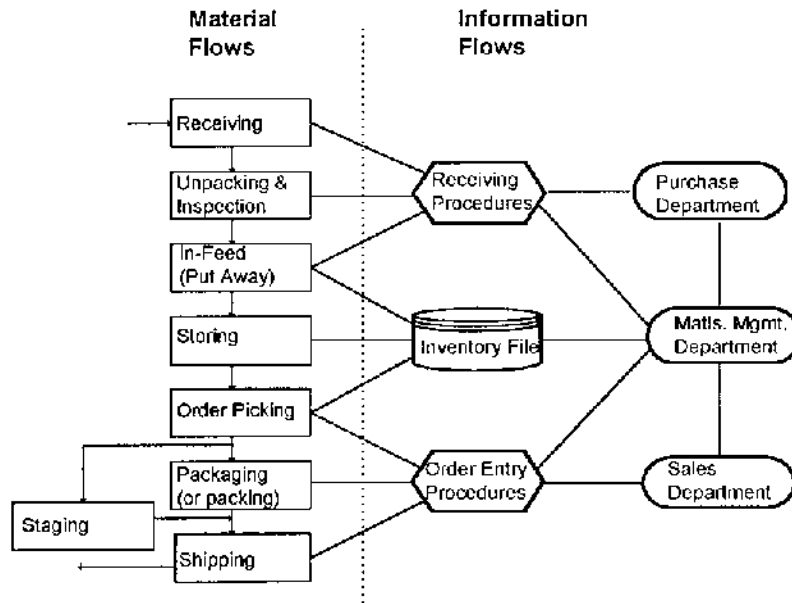 Material
Flows
Information
Flows
Receiving
Unpacking &
Inspection
In-Feed
(Put Away)
Storing
Order Picking
Packaging
(or packing)
Staging
Shipping
Receiving
Procedures
Inventory File
Order Entry
Procedures
Purchase
Department
Matls. Mgmt.
Department
Sales
Department